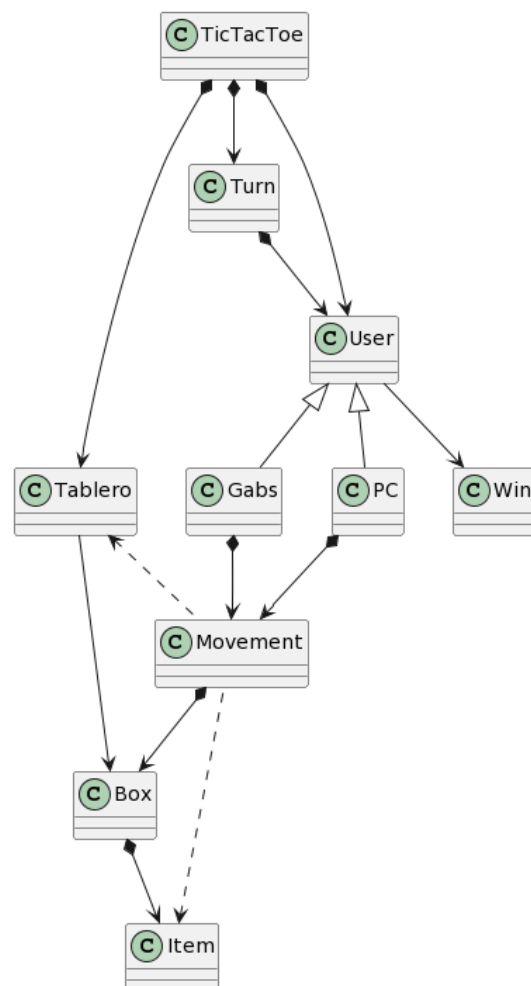 C TicTacToe
C Turn
C User
C Tablero
C Gabs
C PC
C Win
C Movement
C Box
C Item